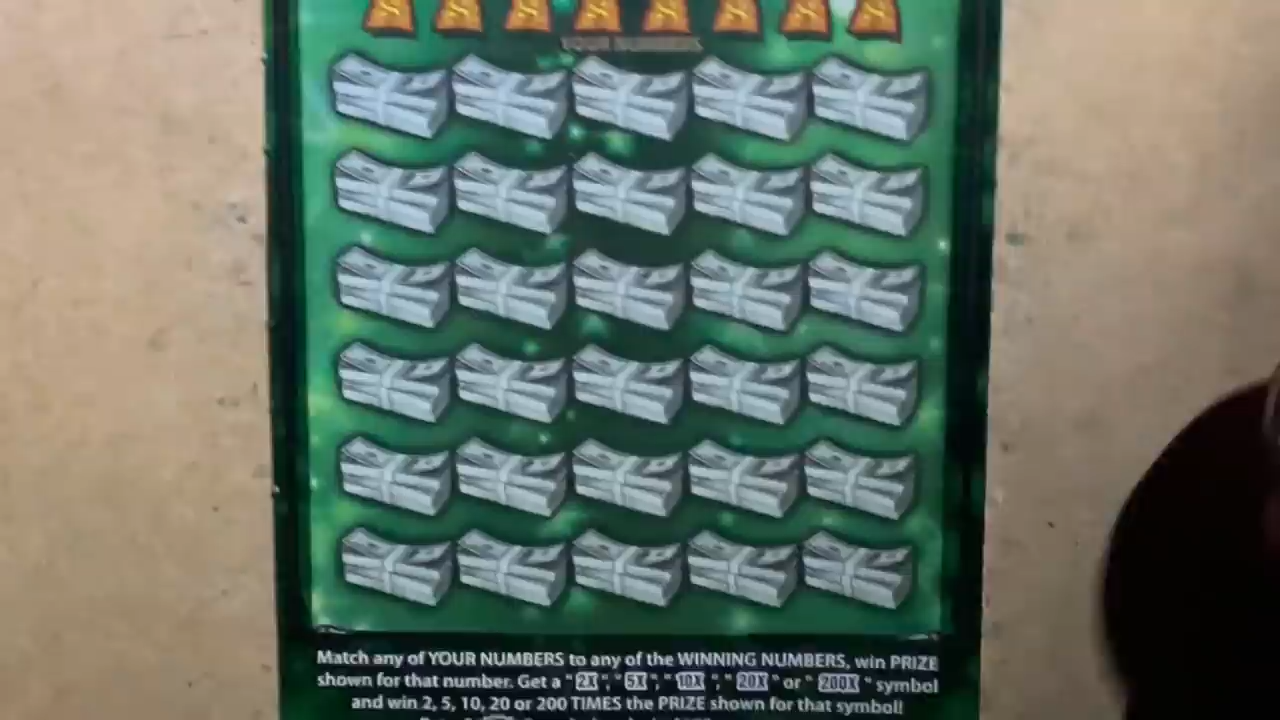 YOUR NUMBERS
Match any of YOUR NUMBERS to any of the WINNING NUMBERS, win PRIZE
shown for that number. Get a "2X", "5X", "10X", "20X" or "200X" symbol
and win 2, 5, 10, 20 or 200 TIMES the PRIZE shown for that symbol!